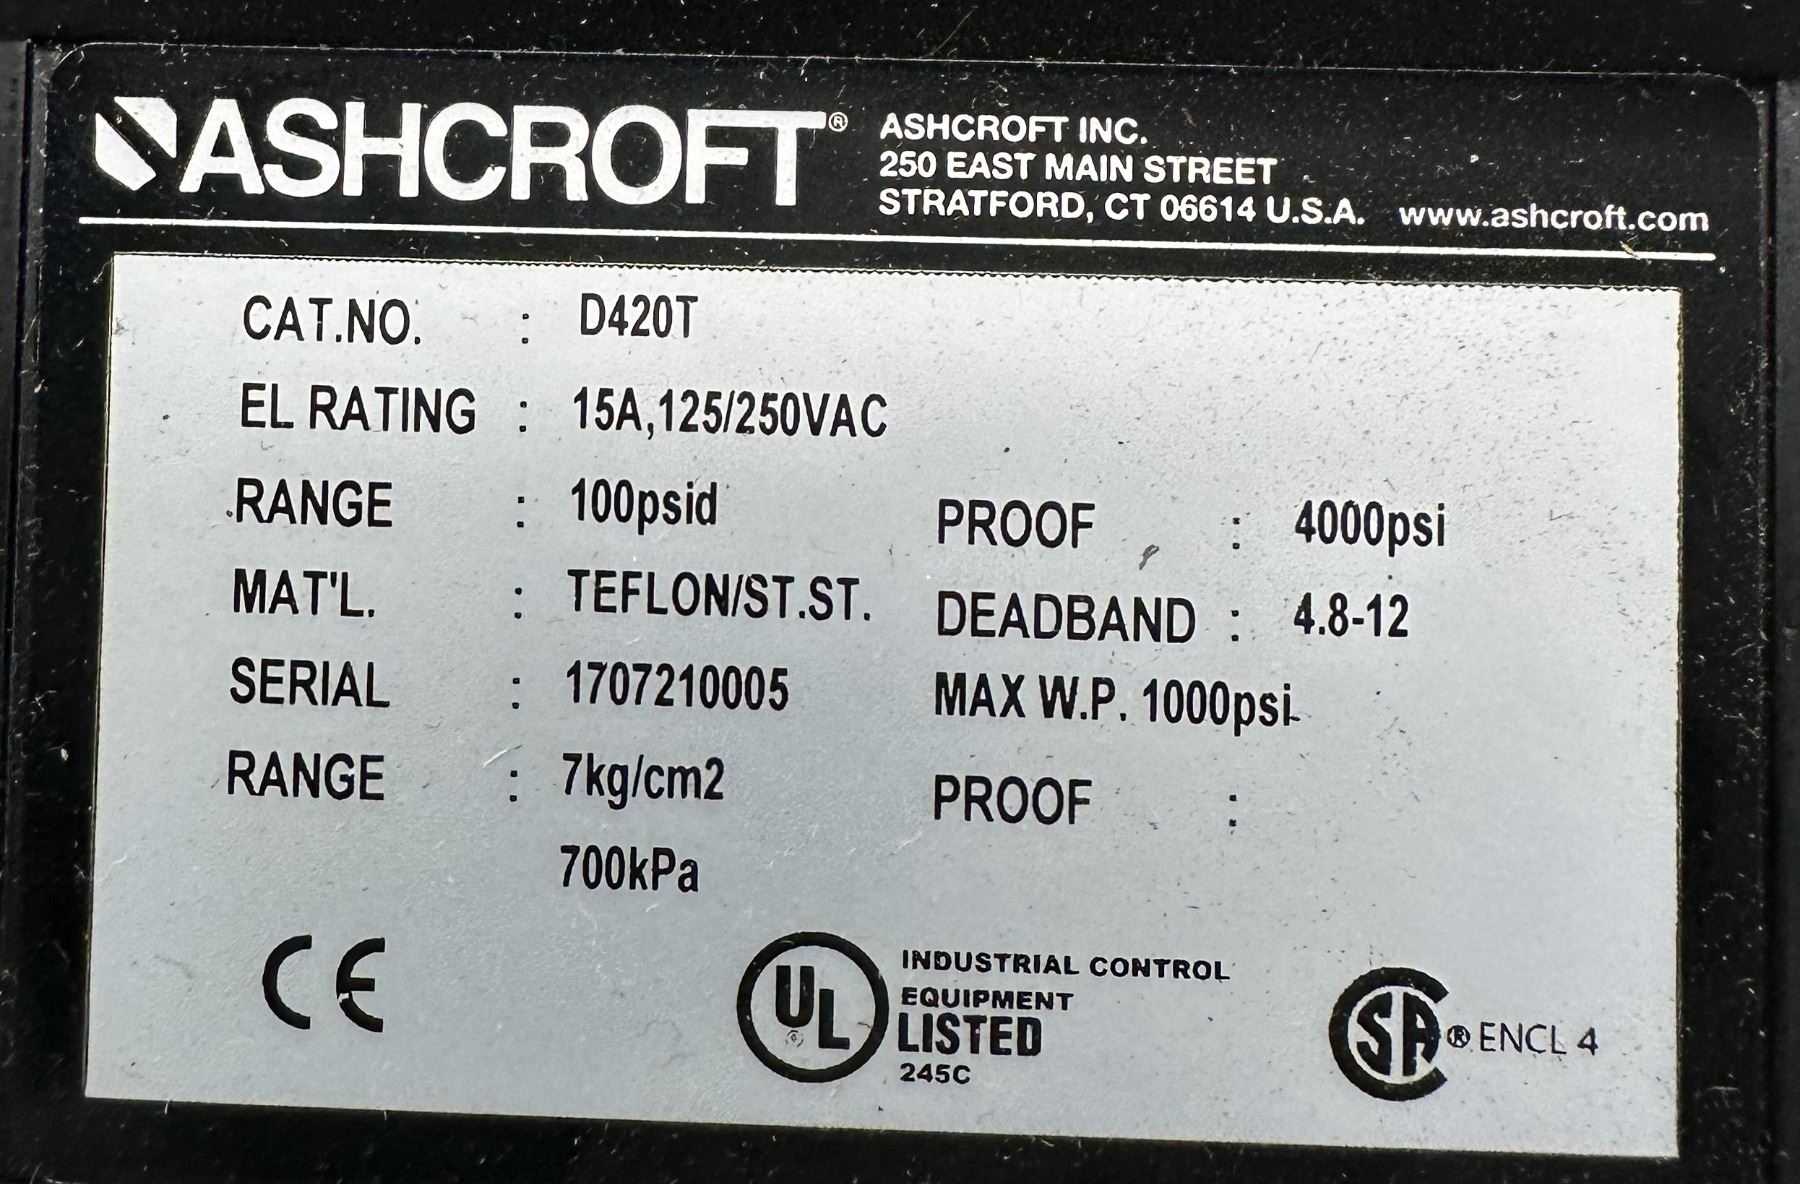 ASHCROFT®
ASHCROFT INC.
250 EAST MAIN STREET
STRATFORD, CT 06614 U.S.A. www.ashcroft.com
CAT.NO. : D420T
EL RATING : 15A,125/250VAC
RANGE : 100psid PROOF : 4000psi
MAT'L. : TEFLON/ST.ST. DEADBAND : 4.8-12
SERIAL : 1707210005 MAX W.P. 1000psi
RANGE : 7kg/cm2 PROOF :
700kPa
CE
UL
INDUSTRIAL CONTROL
EQUIPMENT
LISTED
245C
SA® ENCL 4